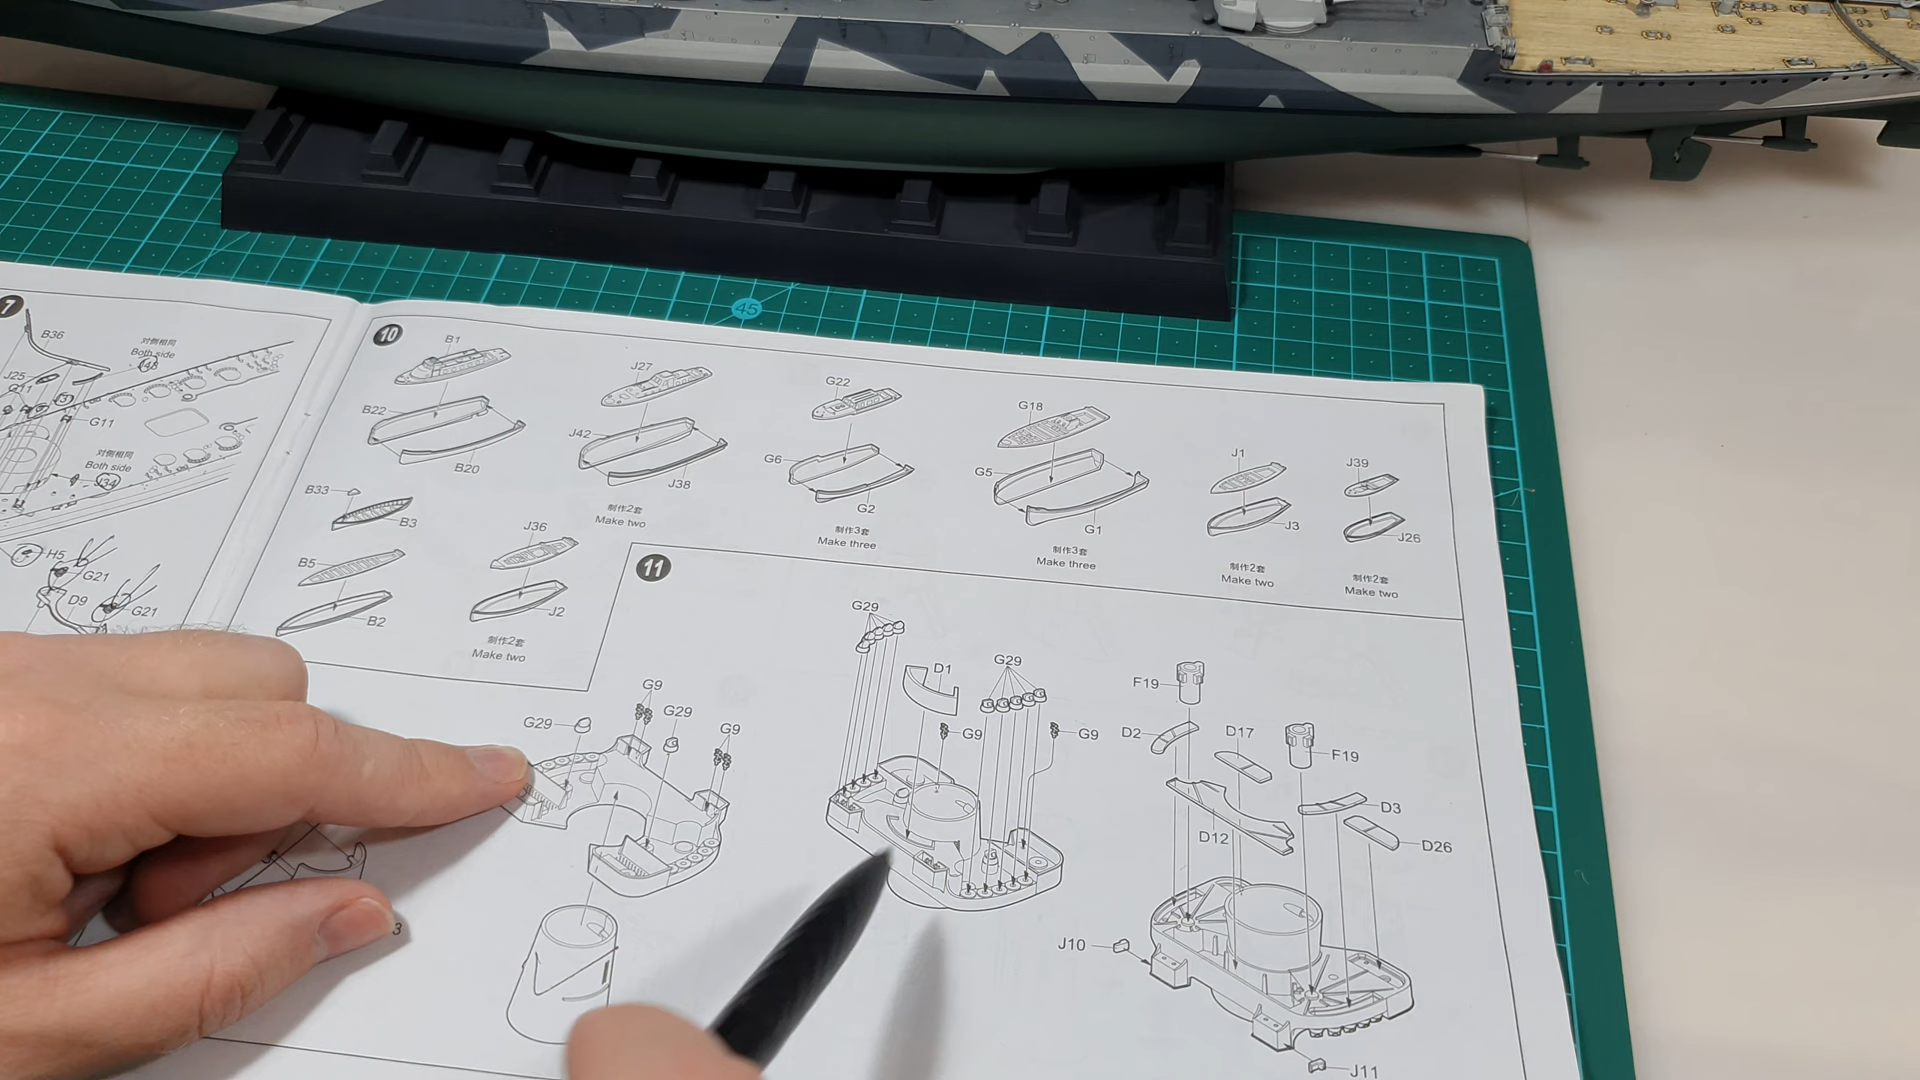 45
7
B36
对侧相同
Both side
J43
J25
G11
G11
对侧相同
Both side
J34
H5
G21
D9
G21
3
10
B1
B22
B20
J27
J42
J38
制作2套
Make two
G22
G6
G2
制作3套
Make three
G18
G5
G1
制作3套
Make three
J1
J3
制作2套
Make two
J39
J26
制作2套
Make two
B33
B3
B5
B2
J36
J2
制作2套
Make two
11
G29
G9
G29
G9
G29
D1
G29
G9
G9
F19
D2
D17
F19
D12
D3
D26
J10
J11